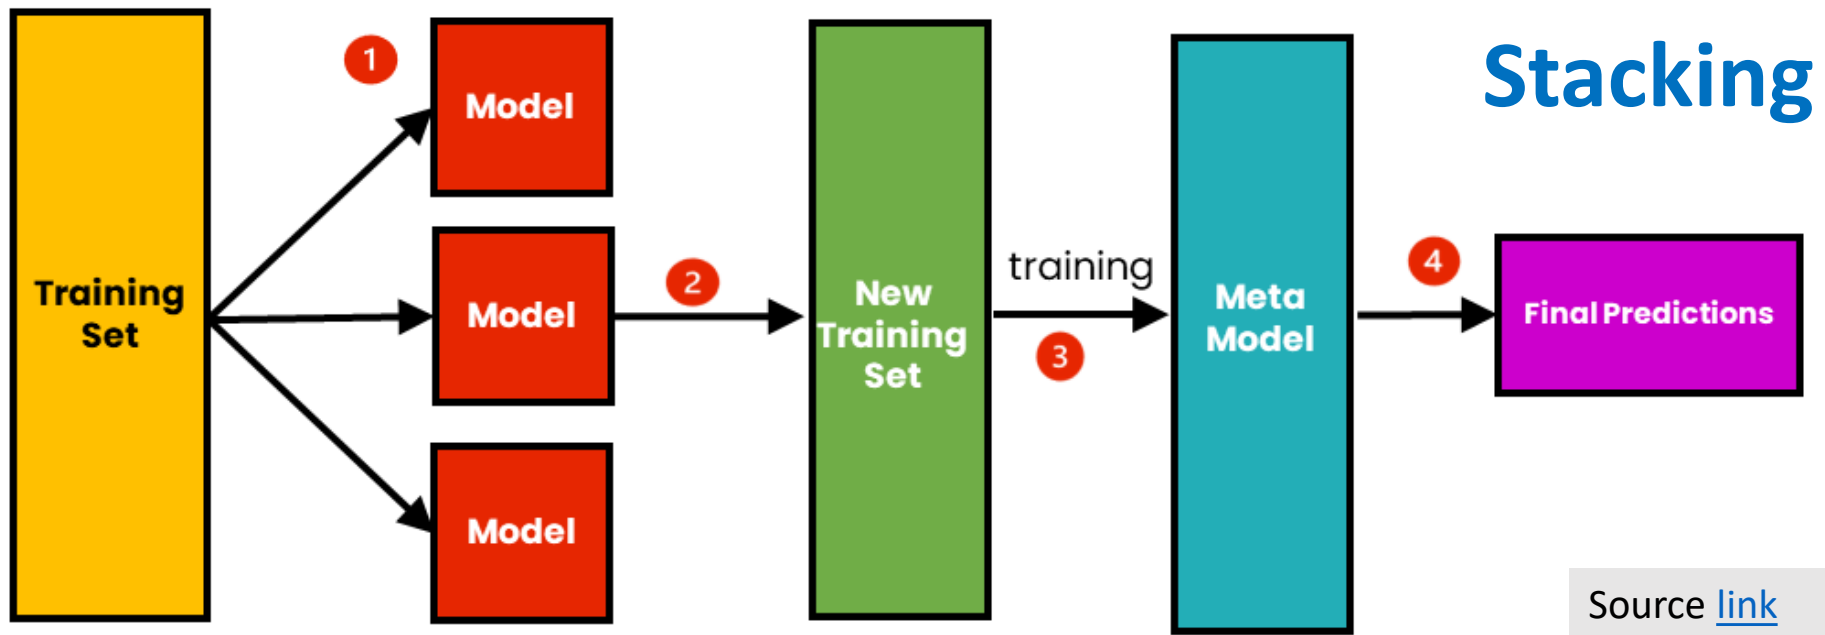 Stacking
Training
Set
1
Model
Model
Model
2
New
Training
Set
training
3
Meta
Model
4
Final Predictions
Source link